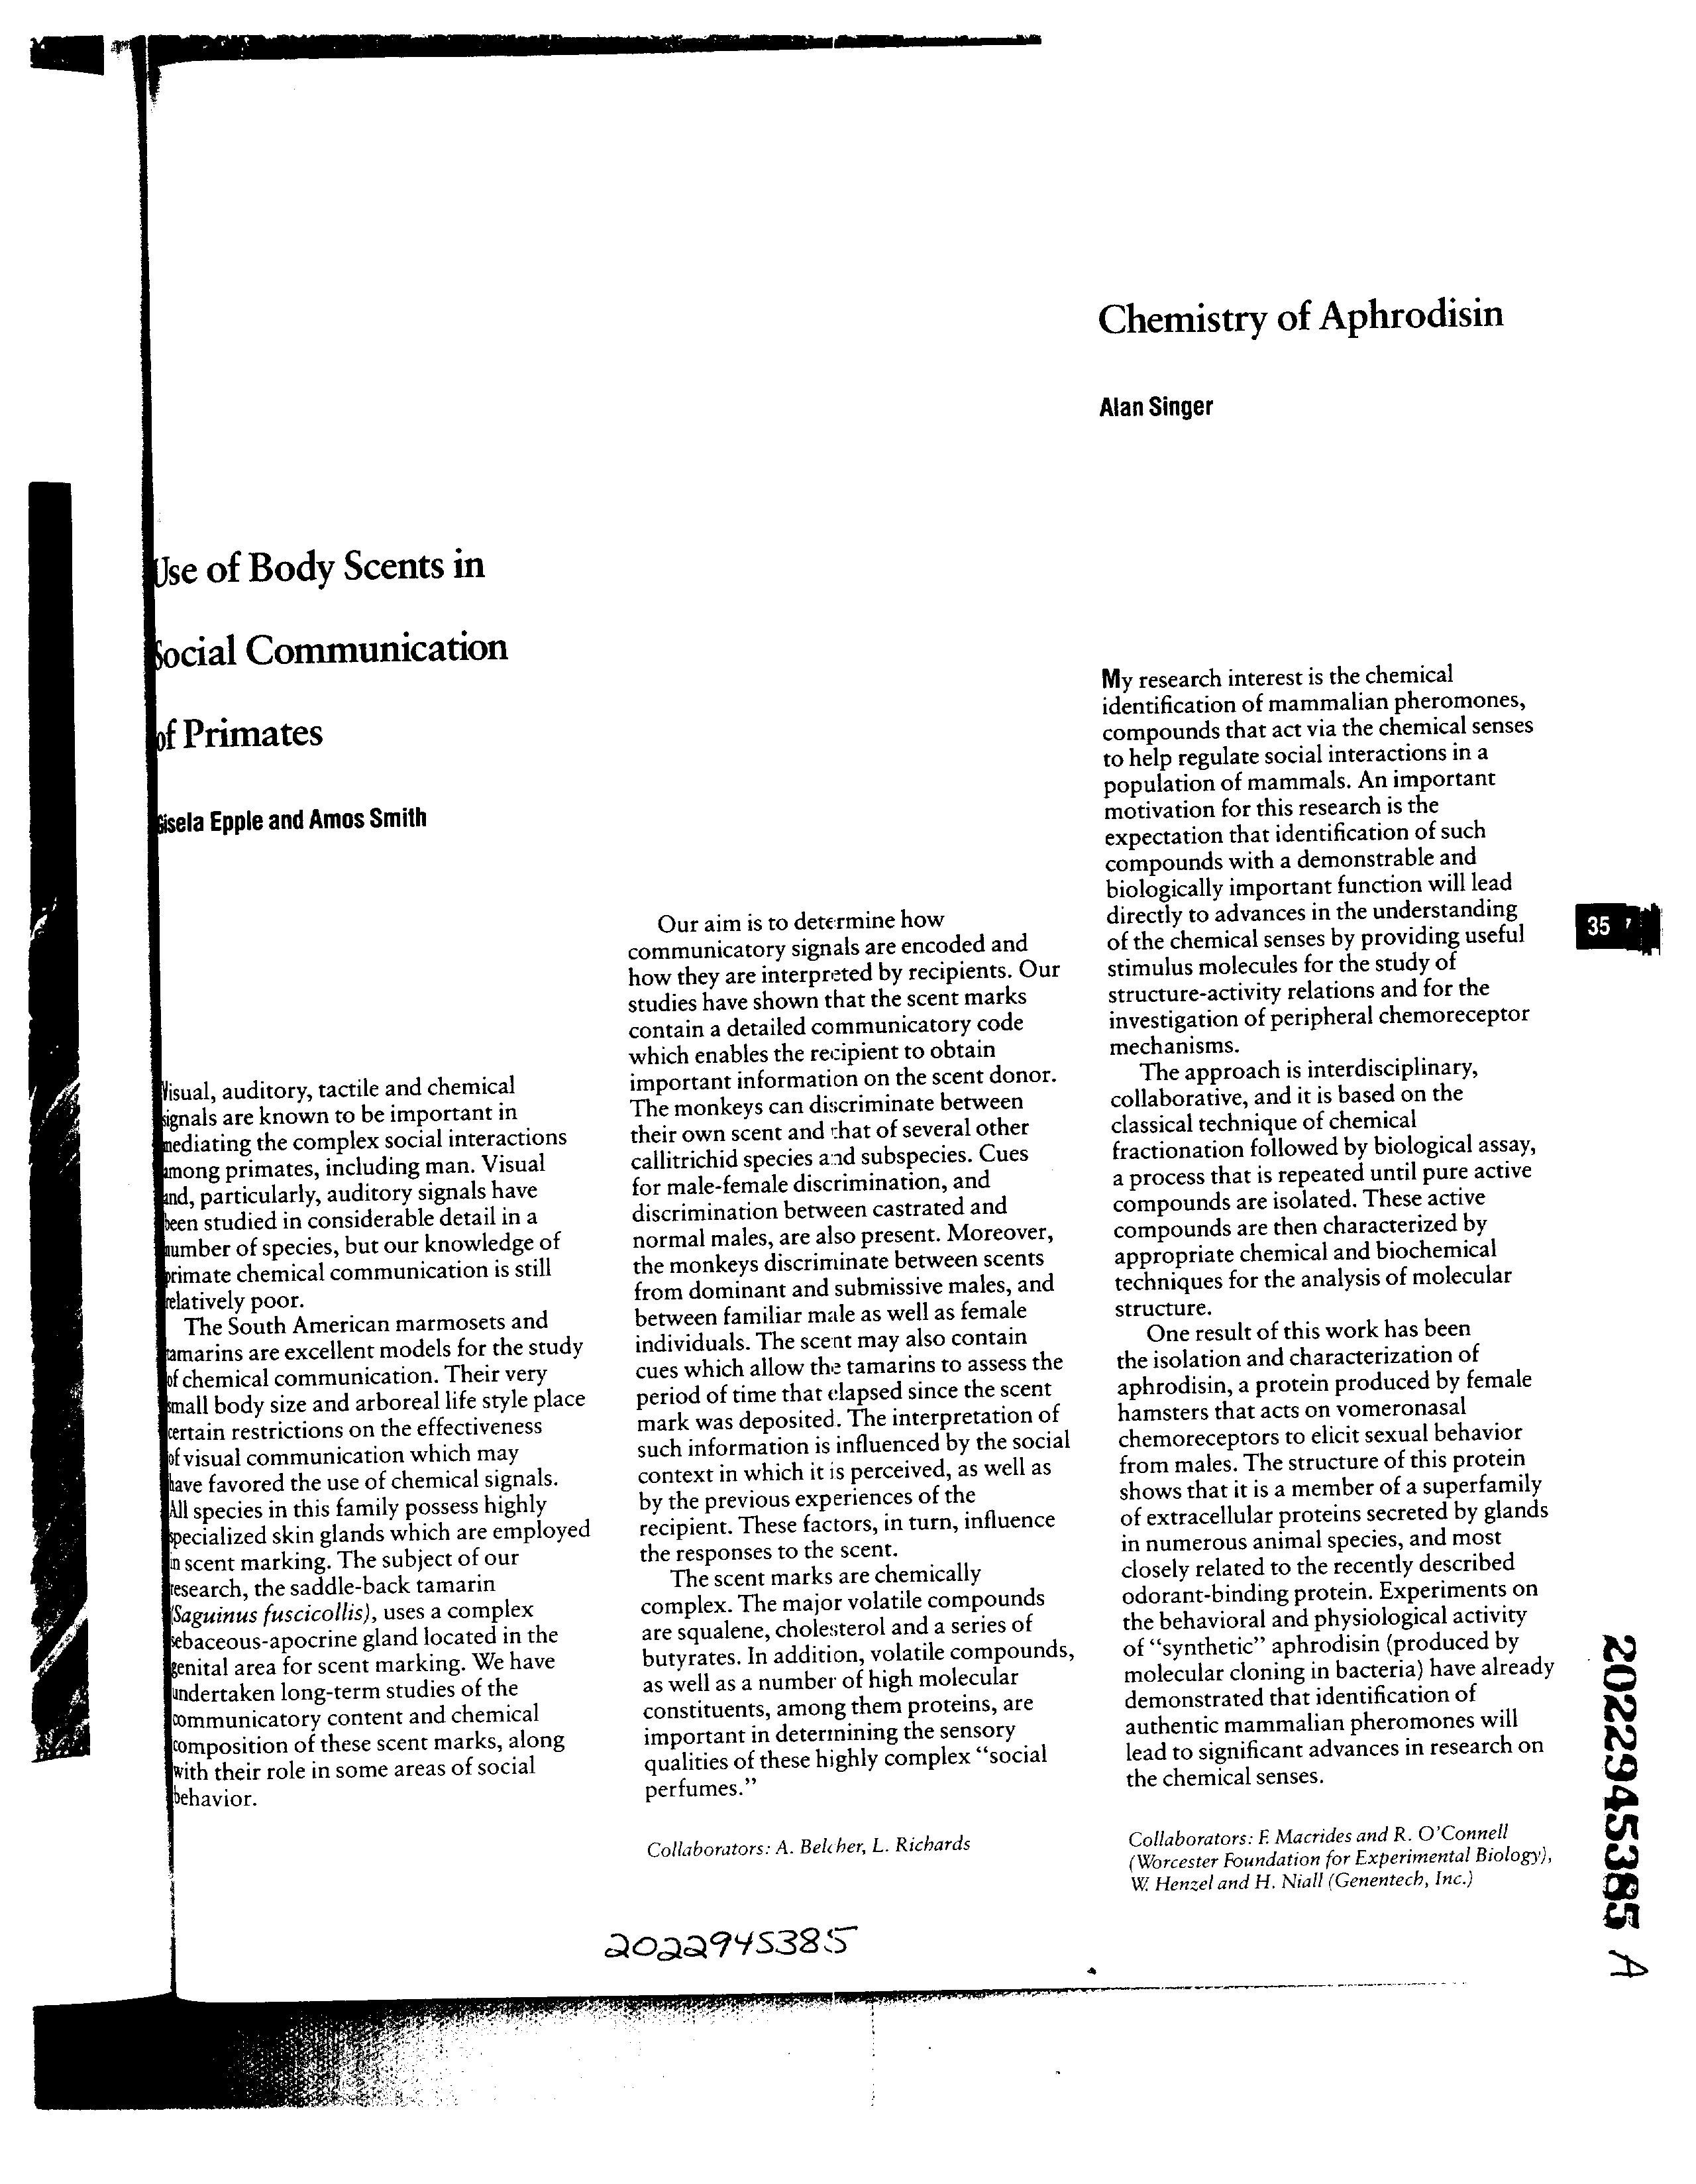 Use of Body Scents in
Social Communication
of Primates
Gisela Epple and Amos Smith
Visual, auditory, tactile and chemical
signals are known to be important in
mediating the complex social interactions
among primates, including man. Visual
and, particularly, auditory signals have
been studied in considerable detail in a
number of species, but our knowledge of
primate chemical communication is still
relatively poor.
The South American marmosets and
tamarins are excellent models for the study
of chemical communication. Their very
small body size and arboreal life style place
certain restrictions on the effectiveness
of visual communication which may
have favored the use of chemical signals.
All species in this family possess highly
specialized skin glands which are employed
in scent marking. The subject of our
research, the saddle-back tamarin
(Saguinus fuscicollis), uses a complex
sebaceous-apocrine gland located in the
genital area for scent marking. We have
undertaken long-term studies of the
communicatory content and chemical
composition of these scent marks, along
with their role in some areas of social
behavior.
Our aim is to determine how
communicatory signals are encoded and
how they are interpreted by recipients. Our
studies have shown that the scent marks
contain a detailed communicatory code
which enables the recipient to obtain
important information on the scent donor.
The monkeys can discriminate between
their own scent and that of several other
callitrichid species and subspecies. Cues
for male-female discrimination, and
discrimination between castrated and
normal males, are also present. Moreover,
the monkeys discriminate between scents
from dominant and submissive males, and
between familiar male as well as female
individuals. The scent may also contain
cues which allow the tamarins to assess the
period of time that elapsed since the scent
mark was deposited. The interpretation of
such information is influenced by the social
context in which it is perceived, as well as
by the previous experiences of the
recipient. These factors, in turn, influence
the responses to the scent.
The scent marks are chemically
complex. The major volatile compounds
are squalene, cholesterol and a series of
butyrates. In addition, volatile compounds,
as well as a number of high molecular
constituents, among them proteins, are
important in determining the sensory
qualities of these highly complex “social
perfumes.”
Collaborators: A. Belcher, L. Richards
Chemistry of Aphrodisin
Alan Singer
My research interest is the chemical
identification of mammalian pheromones,
compounds that act via the chemical senses
to help regulate social interactions in a
population of mammals. An important
motivation for this research is the
expectation that identification of such
compounds with a demonstrable and
biologically important function will lead
directly to advances in the understanding
of the chemical senses by providing useful
stimulus molecules for the study of
structure-activity relations and for the
investigation of peripheral chemoreceptor
mechanisms.
The approach is interdisciplinary,
collaborative, and it is based on the
classical technique of chemical
fractionation followed by biological assay,
a process that is repeated until pure active
compounds are isolated. These active
compounds are then characterized by
appropriate chemical and biochemical
techniques for the analysis of molecular
structure.
One result of this work has been
the isolation and characterization of
aphrodisin, a protein produced by female
hamsters that acts on vomeronasal
chemoreceptors to elicit sexual behavior
from males. The structure of this protein
shows that it is a member of a superfamily
of extracellular proteins secreted by glands
in numerous animal species, and most
closely related to the recently described
odorant-binding protein. Experiments on
the behavioral and physiological activity
of “synthetic” aphrodisin (produced by
molecular cloning in bacteria) have already
demonstrated that identification of
authentic mammalian pheromones will
lead to significant advances in research on
the chemical senses.
Collaborators: F. Macrides and R. O’Connell
(Worcester Foundation for Experimental Biology),
W. Henzel and H. Niall (Genentech, Inc.)
35
2022945385
2022945385 A